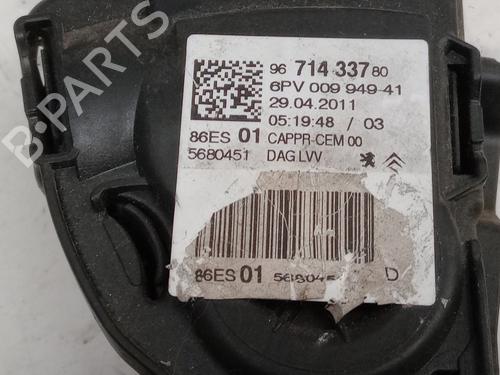 B-PARTS
96 714 337 80
6PV 009 949-41
29.04.2011
05:19:48 / 03
86ES 01 CAPPR-CEM 00
5680451 DAG LVV
86ES 01 D